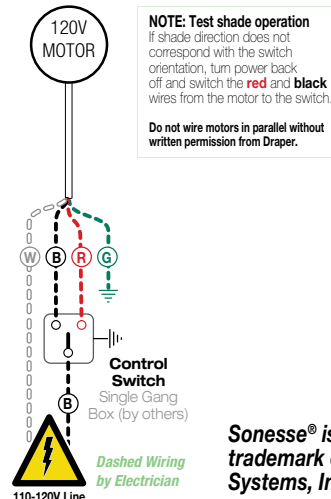 120V
MOTOR
NOTE: Test shade operation
If shade direction does not
correspond with the switch
orientation, turn power back
off and switch the red and black
wires from the motor to the switch.
Do not wire motors in parallel without
written permission from Draper.
W
B
R
G
Control
Switch
Single Gang
Box (by others)
B
Dashed Wiring
by Electrician
110-120V Line
Sonesse® is
trademark
Systems, In